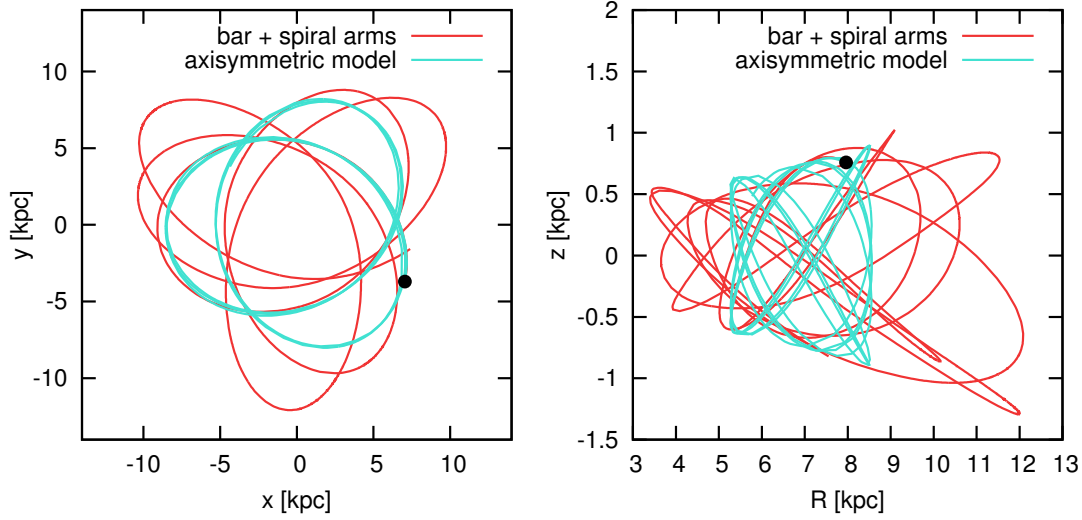 bar + spiral arms
axisymmetric model
10
5
0
-5
-10
y [kpc]
-10 -5 0 5 10
x [kpc]
bar + spiral arms
axisymmetric model
2
1.5
1
0.5
0
-0.5
-1
-1.5
z [kpc]
3 4 5 6 7 8 9 10 11 12 13
R [kpc]